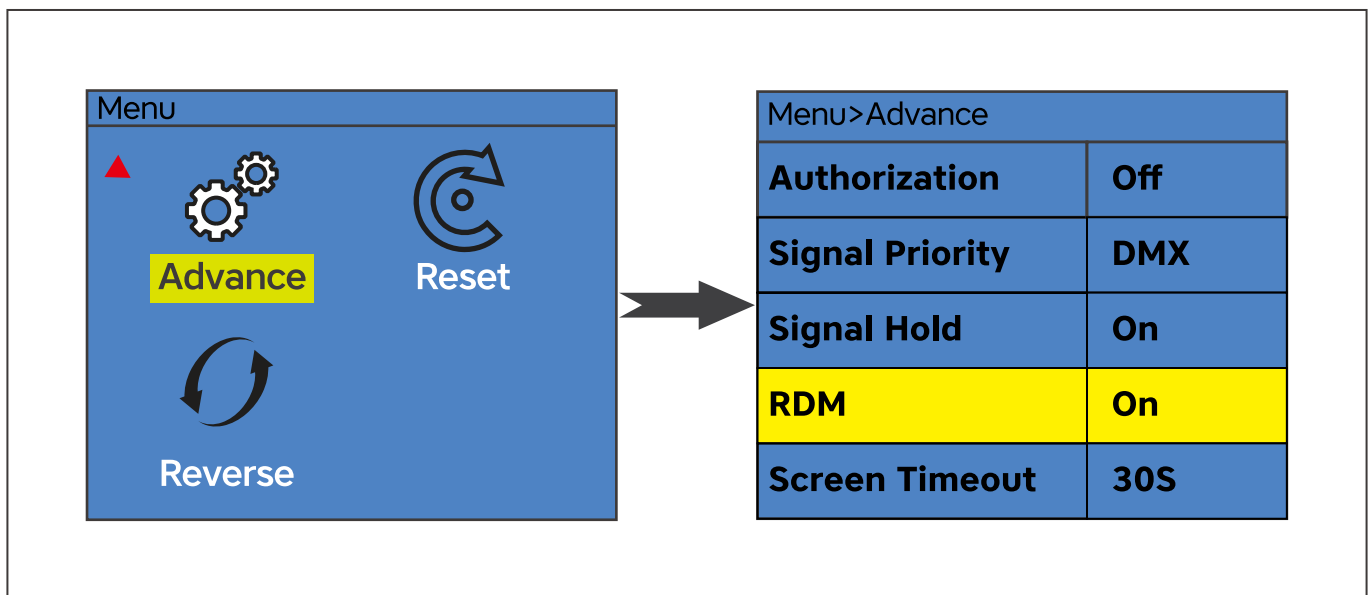 Menu
Advance
Reset
Reverse
Menu>Advance
Authorization Off
Signal Priority DMX
Signal Hold On
RDM On
Screen Timeout 30S